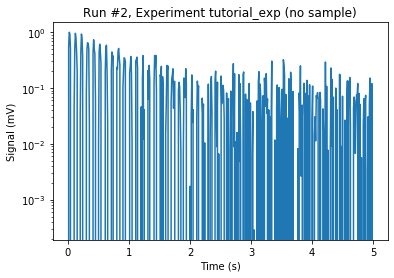 Run #2, Experiment tutorial_exp (no sample)
Signal (mV)
10⁰
10⁻¹
10⁻²
10⁻³
0 1 2 3 4 5
Time (s)